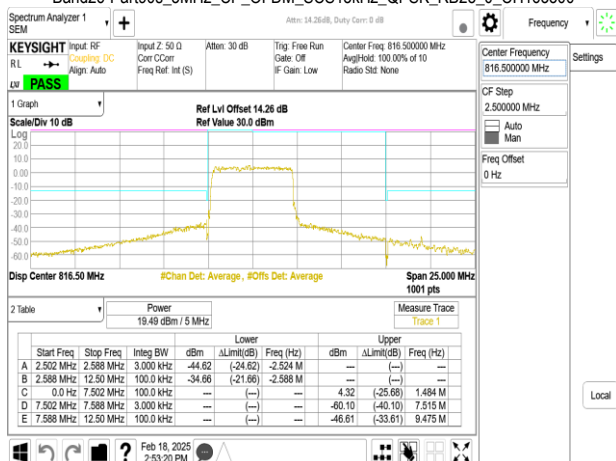 Spectrum Analyzer 1
SEM
Atten: 14.26dB, Duty Corr: 0 dB
Frequency
KEYSIGHT
Input: RF
Coupling: DC
Align: Auto
Input Z: 50 Ω
Corr CCorr
Freq Ref: Int (S)
Atten: 30 dB
Trig: Free Run
Gate: Off
IF Gain: Low
Center Freq: 816.500000 MHz
Avg|Hold: 100.00% of 10
Radio Std: None
RL
PASS
Center Frequency
816.500000 MHz
Settings
CF Step
2.500000 MHz
Auto
Man
Freq Offset
0 Hz
1 Graph
Scale/Div 10 dB
Ref Lvl Offset 14.26 dB
Ref Value 30.0 dBm
Log
20.0
10.0
0.00
-10.0
-20.0
-30.0
-40.0
-50.0
-60.0
Disp Center 816.50 MHz
#Chan Det: Average, #Offs Det: Average
Span 25.000 MHz
1001 pts
2 Table
Power
19.49 dBm / 5 MHz
Measure Trace
Trace 1
Lower Upper
Start Freq Stop Freq Integ BW dBm ΔLimit(dB) Freq (Hz) dBm ΔLimit(dB) Freq (Hz)
A 2.502 MHz 2.588 MHz 3.000 kHz -44.62 (-24.62) -2.524 M --- (---) ---
B 2.588 MHz 12.50 MHz 100.0 kHz -34.66 (-21.66) -2.588 M --- (---) ---
C 0.0 Hz 7.502 MHz 100.0 kHz --- (---) --- 4.32 (-25.68) 1.484 M
D 7.502 MHz 7.588 MHz 3.000 kHz --- (---) --- -60.10 (-40.10) 7.515 M
E 7.588 MHz 12.50 MHz 100.0 kHz --- (---) --- -46.61 (-33.61) 9.475 M
Local
Feb 18, 2025
2:53:20 PM